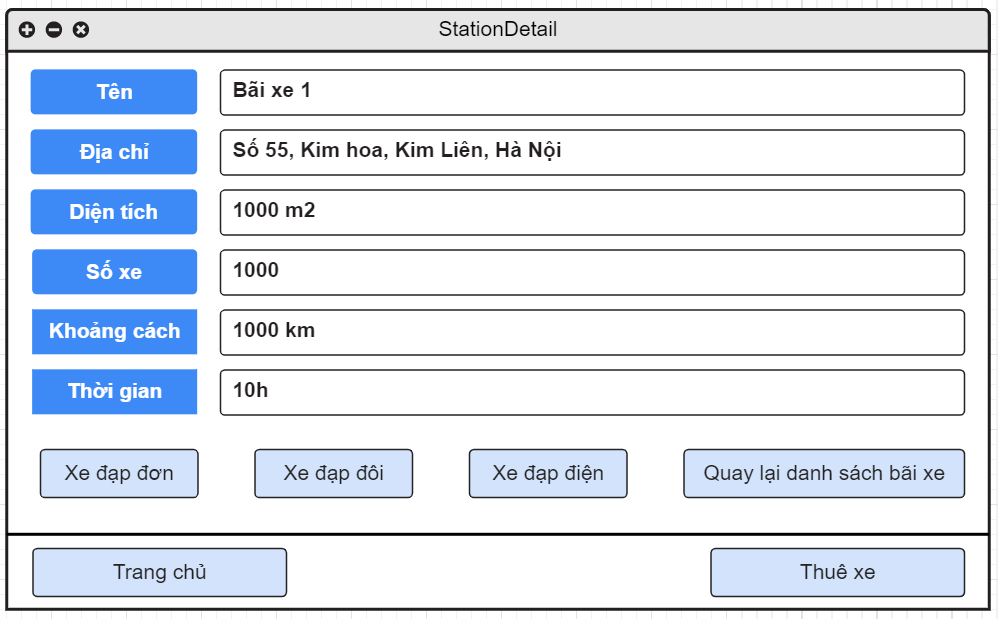 StationDetail
Tên
Bãi xe 1
Địa chỉ
Số 55, Kim hoa, Kim Liên, Hà Nội
Diện tích
1000 m2
Số xe
1000
Khoảng cách
1000 km
Thời gian
10h
Xe đạp đơn
Xe đạp đôi
Xe đạp điện
Quay lại danh sách bãi xe
Trang chủ
Thuê xe